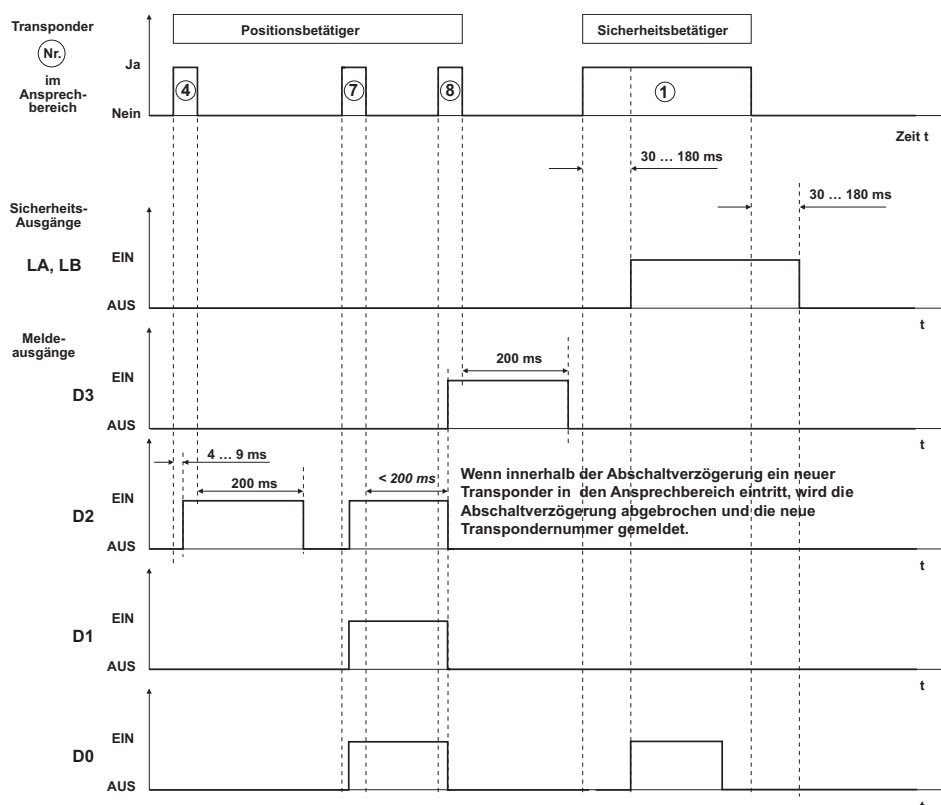 Transponder
Nr.
im
Ansprech-
bereich
Positionsbetätiger
Sicherheitsbetätiger
Ja
Nein
4
7
8
1
Zeit t
30 ... 180 ms
30 ... 180 ms
Sicherheits-
Ausgänge
LA, LB
EIN
AUS
t
Melde-
ausgänge
D3
EIN
AUS
200 ms
t
D2
EIN
AUS
4 ... 9 ms
200 ms
< 200 ms
Wenn innerhalb der Abschaltverzögerung ein neuer
Transponder in den Ansprechbereich eintritt, wird die
Abschaltverzögerung abgebrochen und die neue
Transpondernummer gemeldet.
t
D1
EIN
AUS
t
D0
EIN
AUS
t